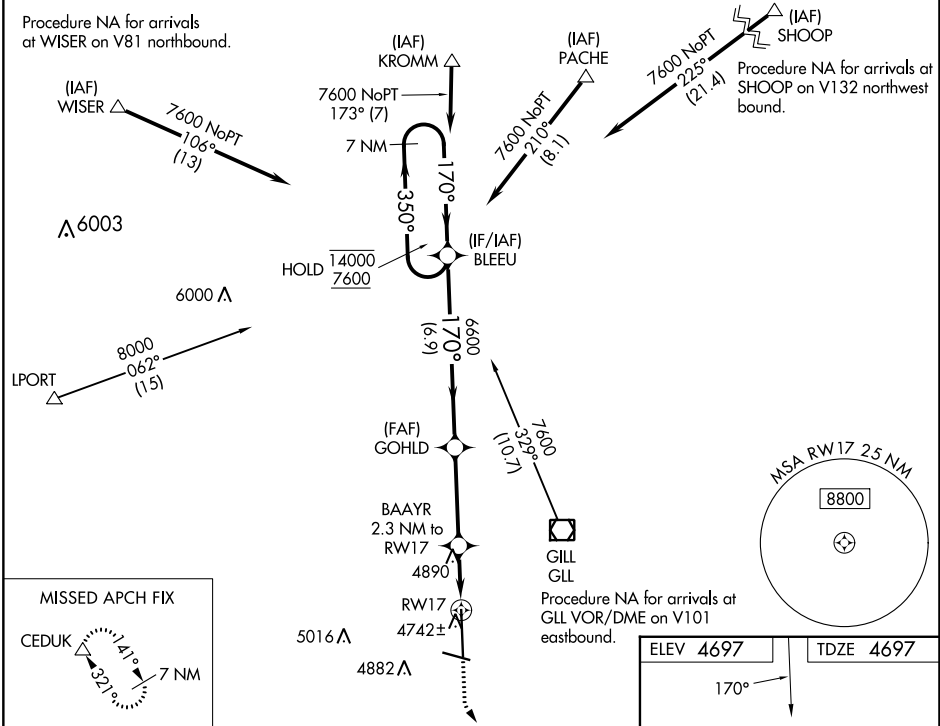 Procedure NA for arrivals
at WISER on V81 northbound.
(IAF)
WISER
7600 NoPT
106°
(13)
(IAF)
KROMM
7600 NoPT
173° (7)
7 NM
170°
350°
(IAF)
PACHE
7600 NoPT
210°
(8.1)
(IAF)
SHOOP
7600 NoPT
225°
(21.4)
Procedure NA for arrivals at
SHOOP on V132 northwest
bound.
6003
6000
HOLD
14000
7600
(IF/IAF)
BLEEU
6600
170°
(6.9)
LPORT
8000
062°
(15)
(FAF)
GOHLD
7600
329°
(10.7)
GILL
GLL
Procedure NA for arrivals at
GLL VOR/DME on V101
eastbound.
BAAYR
2.3 NM to
RW17
4890
RW17
4742±
5016
4882
MSA RW17 25 NM
8800
MISSED APCH FIX
CEDUK
141°
321°
7 NM
ELEV 4697
TDZE 4697
170°